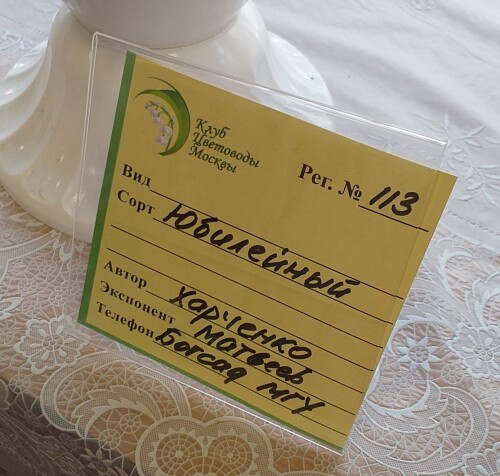 Клуб
Цветоводы
Москвы
Рег. № 113
Вид
Сорт Юбилейный
Автор Харченко
Экспонент Матвеев
Телефон Ботсад МГУ